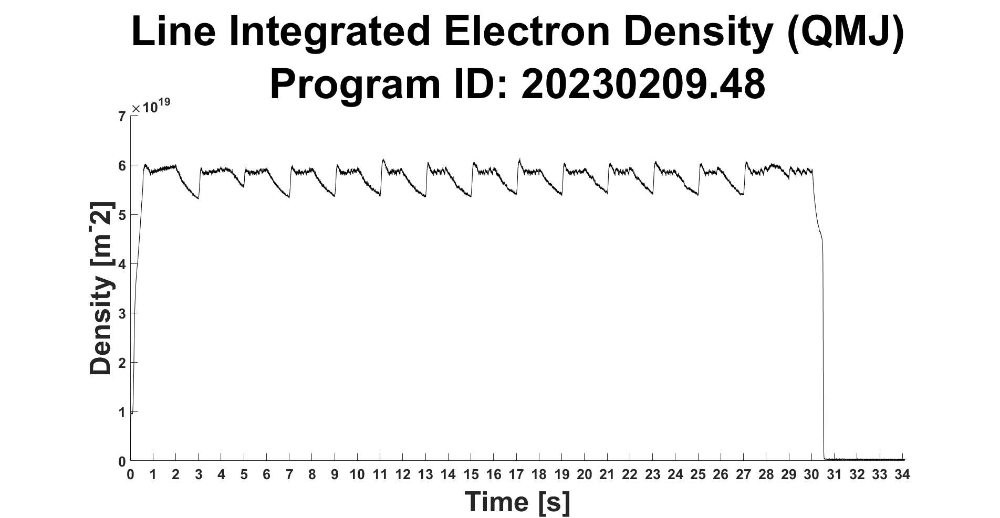 Line Integrated Electron Density (QMJ)
Program ID: 20230209.48
×10¹⁹
7
6
5
4
3
2
1
0
Density [m⁻2]
0 1 2 3 4 5 6 7 8 9 10 11 12 13 14 15 16 17 18 19 20 21 22 23 24 25 26 27 28 29 30 31 32 33 34
Time [s]